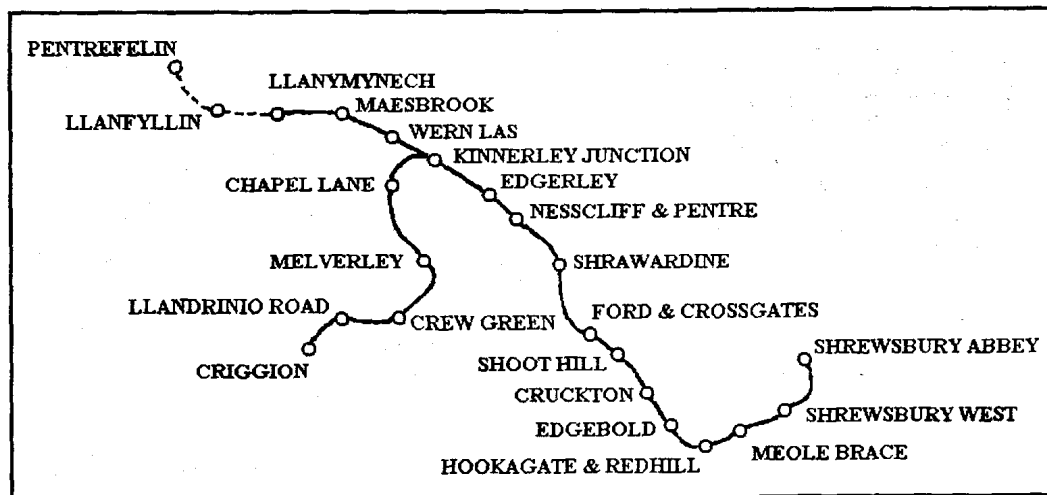 PENTREFELIN
LLANYMYNECH
MAESBROOK
LLANFYLLIN
WERN LAS
KINNERLEY JUNCTION
CHAPEL LANE
EDGERLEY
NESSCLIFF & PENTRE
MELVERLEY
SHRAWARDINE
LLANDRINIO ROAD
CREW GREEN
FORD & CROSSGATES
CRIGGION
SHOOT HILL
SHREWSBURY ABBEY
CRUCKTON
SHREWSBURY WEST
EDGEBOLD
MEOLE BRACE
HOOKAGATE & REDHILL